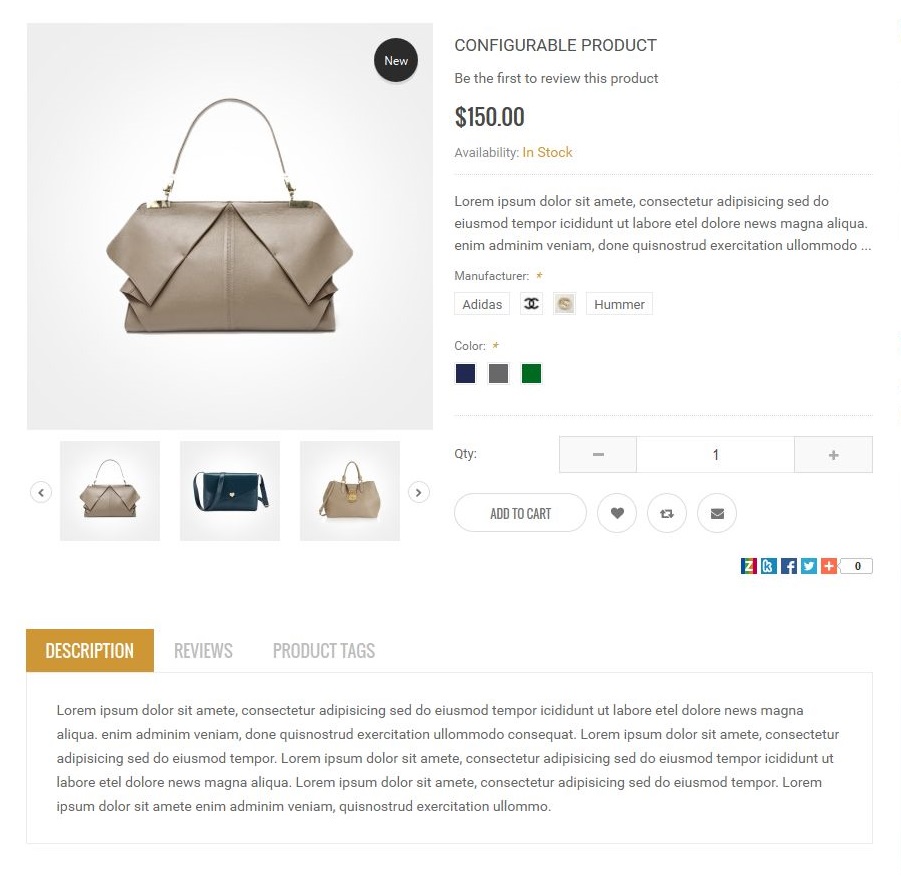 New
CONFIGURABLE PRODUCT
Be the first to review this product
$150.00
Availability: In Stock
Lorem ipsum dolor sit amete, consectetur adipisicing sed do
eiusmod tempor icididunt ut labore etel dolore news magna aliqua.
enim adminim veniam, done quisnostrud exercitation ullommodo ...
Manufacturer: *
Adidas
Hummer
Color: *
Qty:
1
ADD TO CART
0
DESCRIPTION
REVIEWS
PRODUCT TAGS
Lorem ipsum dolor sit amete, consectetur adipisicing sed do eiusmod tempor icididunt ut labore etel dolore news magna
aliqua. enim adminim veniam, done quisnostrud exercitation ullommodo consequat. Lorem ipsum dolor sit amete, consectetur
adipisicing sed do eiusmod tempor. Lorem ipsum dolor sit amete, consectetur adipisicing sed do eiusmod tempor icididunt ut
labore etel dolore news magna aliqua. Lorem ipsum dolor sit amete, consectetur adipisicing sed do eiusmod tempor. Lorem
ipsum dolor sit amete enim adminim veniam, quisnostrud exercitation ullommo.